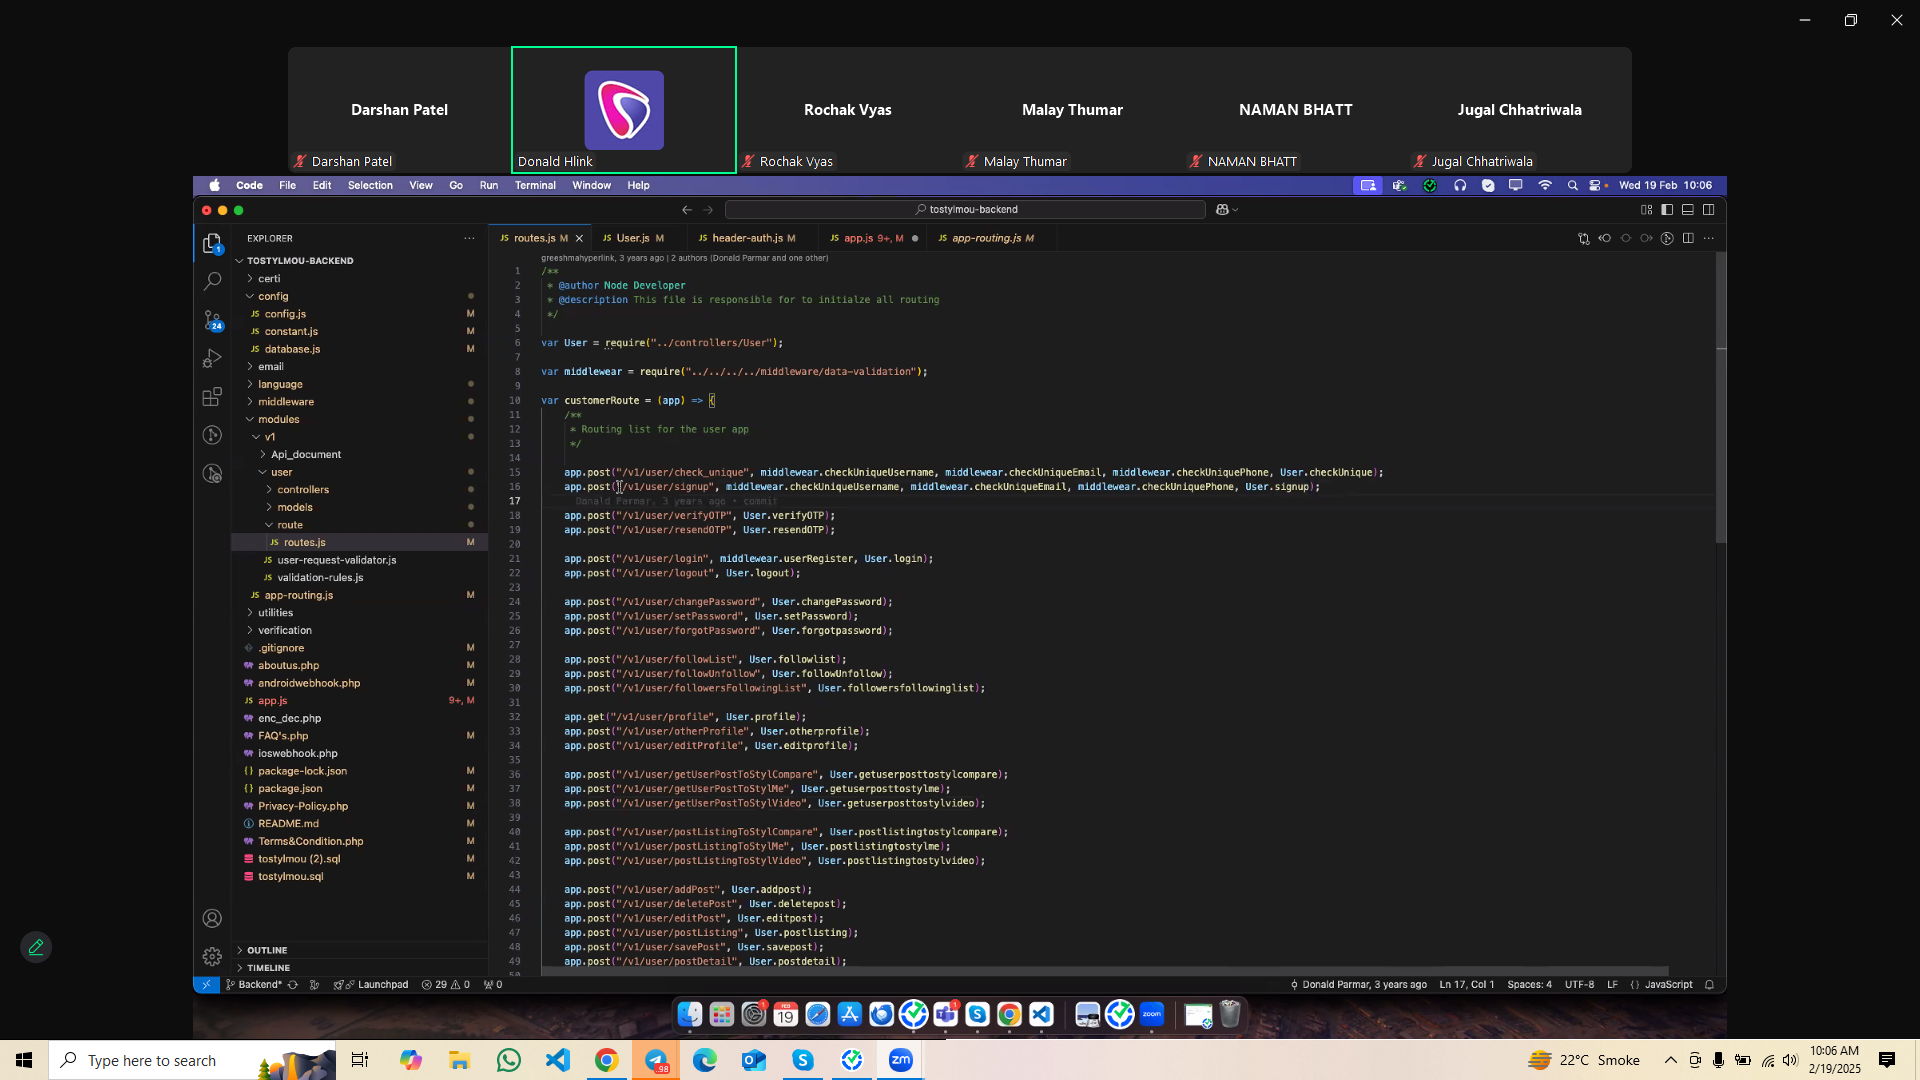 Darshan Patel
Rochak Vyas
Malay Thumar
NAMAN BHATT
Jugal Chhatriwala
Darshan Patel
Donald Hlink
Rochak Vyas
Malay Thumar
NAMAN BHATT
Jugal Chhatriwala
Code File Edit Selection View Go Run Terminal Window Help
Wed 19 Feb 10:06
tostylmou-backend
EXPLORER
routes.js M
User.js M
header-auth.js M
app.js 9+, M
app-routing.js M
TOSTYLMOU-BACKEND
certi
config
config.js M
constant.js M
database.js M
email
language
middleware
modules
v1
Api_document
user
controllers
models
route
routes.js M
user-request-validator.js
validation-rules.js
app-routing.js M
utilities
verification
.gitignore M
aboutus.php M
androidwebhook.php M
app.js 9+, M
enc_dec.php
FAQ's.php M
ioswebhook.php
package-lock.json M
package.json M
Privacy-Policy.php M
README.md M
Terms&Condition.php M
tostylmou (2).sql M
tostylmou.sql M
OUTLINE
TIMELINE
1
24
greeshmahyperlink, 3 years ago | 2 authors (Donald Parmar and one other)
1 /**
2 * @author Node Developer
3 * @description This file is responsible for to initialze all routing
4 */
5
6 var User = require("../controllers/User");
7
8 var middlewear = require("../../../../middleware/data-validation");
9
10 var customerRoute = (app) => {
11 /**
12 * Routing list for the user app
13 */
14
15 app.post("/v1/user/check_unique", middlewear.checkUniqueUsername, middlewear.checkUniqueEmail, middlewear.checkUniquePhone, User.checkUnique);
16 app.post("/v1/user/signup", middlewear.checkUniqueUsername, middlewear.checkUniqueEmail, middlewear.checkUniquePhone, User.signup);
17 Donald Parmar, 3 years ago • commit
18 app.post("/v1/user/verifyOTP", User.verifyOTP);
19 app.post("/v1/user/resendOTP", User.resendOTP);
20
21 app.post("/v1/user/login", middlewear.userRegister, User.login);
22 app.post("/v1/user/logout", User.logout);
23
24 app.post("/v1/user/changePassword", User.changePassword);
25 app.post("/v1/user/setPassword", User.setPassword);
26 app.post("/v1/user/forgotPassword", User.forgotpassword);
27
28 app.post("/v1/user/followList", User.followlist);
29 app.post("/v1/user/followUnfollow", User.followUnfollow);
30 app.post("/v1/user/followersFollowingList", User.followersfollowinglist);
31
32 app.get("/v1/user/profile", User.profile);
33 app.post("/v1/user/otherProfile", User.otherprofile);
34 app.post("/v1/user/editProfile", User.editprofile);
35
36 app.post("/v1/user/getUserPostToStylCompare", User.getuserposttostylcompare);
37 app.post("/v1/user/getUserPostToStylMe", User.getuserposttostylme);
38 app.post("/v1/user/getUserPostToStylVideo", User.getuserposttostylvideo);
39
40 app.post("/v1/user/postListingToStylCompare", User.postlistingtostylcompare);
41 app.post("/v1/user/postListingToStylMe", User.postlistingtostylme);
42 app.post("/v1/user/postListingToStylVideo", User.postlistingtostylvideo);
43
44 app.post("/v1/user/addPost", User.addpost);
45 app.post("/v1/user/deletePost", User.deletepost);
46 app.post("/v1/user/editPost", User.editpost);
47 app.post("/v1/user/postListing", User.postlisting);
48 app.post("/v1/user/savePost", User.savepost);
49 app.post("/v1/user/postDetail", User.postdetail);
Backend* Launchpad 29 0 0
Donald Parmar, 3 years ago Ln 17, Col 1 Spaces: 4 UTF-8 LF {} JavaScript
FEB
19
zoom
Type here to search
98
zm
22°C Smoke
10:06 AM
2/19/2025